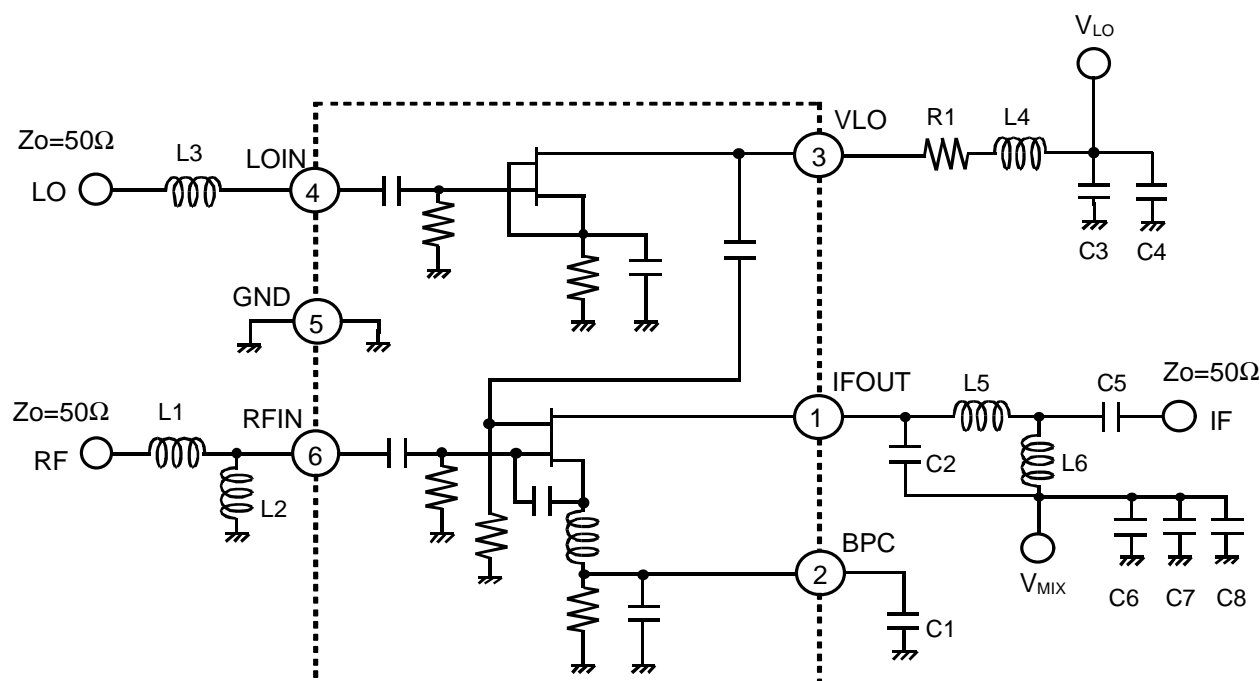 VLO
Zo=50Ω
L3
LOIN
VLO
R1
L4
LO
4
3
C3
C4
GND
5
Zo=50Ω
L1
RFIN
IFOUT
L5
C5
Zo=50Ω
RF
6
1
IF
L2
C2
L6
BPC
2
VMIX
C6
C7
C8
C1